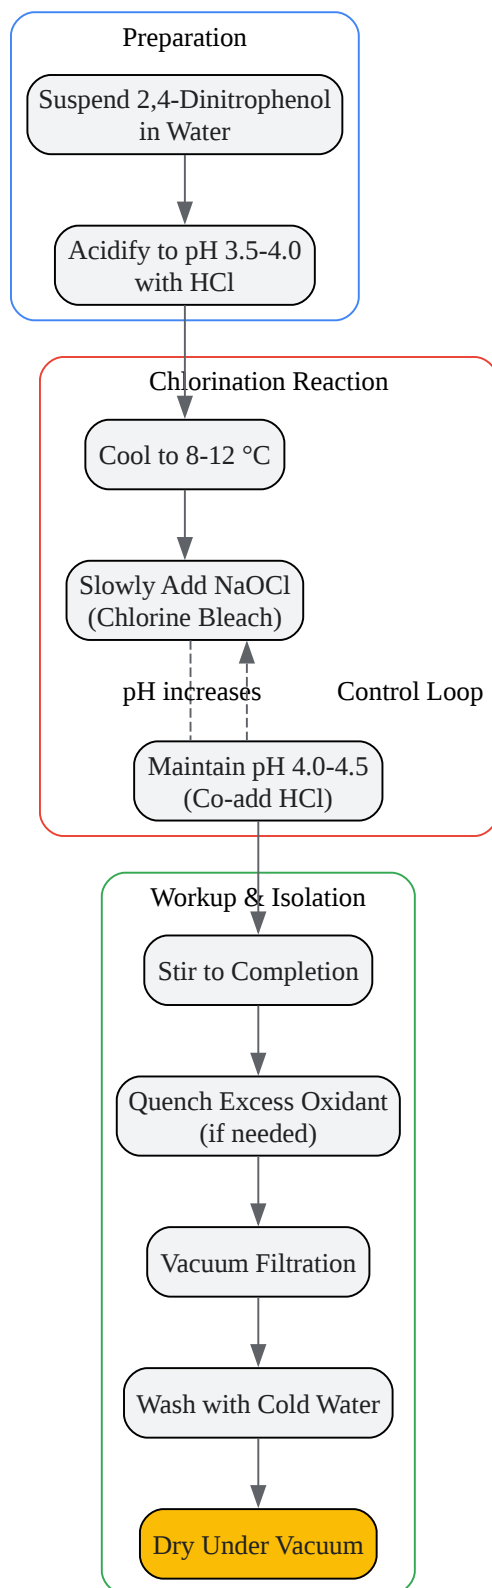 Preparation
Suspend 2,4-Dinitrophenol
in Water
Acidify to pH 3.5-4.0
with HCl
Chlorination Reaction
Cool to 8-12 °C
Slowly Add NaOCl
(Chlorine Bleach)
pH increases
Control Loop
Maintain pH 4.0-4.5
(Co-add HCl)
Workup & Isolation
Stir to Completion
Quench Excess Oxidant
(if needed)
Vacuum Filtration
Wash with Cold Water
Dry Under Vacuum